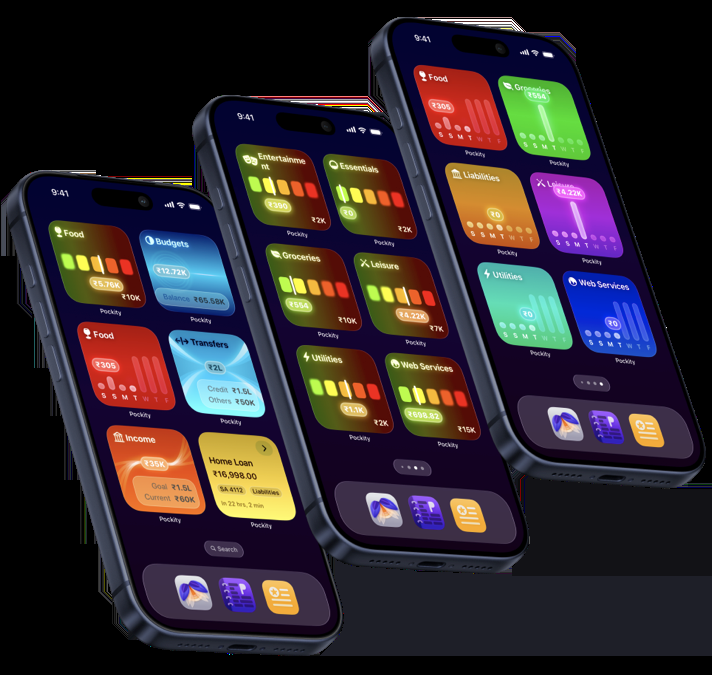 9:41
Food
₹5.76K
₹10K
Pockity
Budgets
₹12.72K
Balance ₹65.58K
Pockity
Food
₹305
S S M T W T F
Pockity
Transfers
₹2L
Credit ₹1.5L
Others ₹50K
Pockity
Income
₹35K
Goal ₹1.5L
Current ₹60K
Pockity
Home Loan
₹16,998.00
SA 4112 Liabilities
In 22 hrs, 2 min
Pockity
Search
9:41
Entertainme
nt
₹390
₹2K
Pockity
Essentials
₹0
₹2K
Pockity
Groceries
₹554
₹10K
Pockity
Leisure
₹4.22K
₹7K
Pockity
Utilities
₹1.1K
₹2K
Pockity
Web Services
₹698.82
₹15K
Pockity
9:41
Food
₹305
S S M T W T F
Pockity
Groceries
₹554
S S M T W T F
Pockity
Liabilities
₹0
S S M T W T F
Pockity
Leisure
₹4.22K
S S M T W T F
Pockity
Utilities
₹0
S S M T W T F
Pockity
Web Services
₹0
S S M T W T F
Pockity